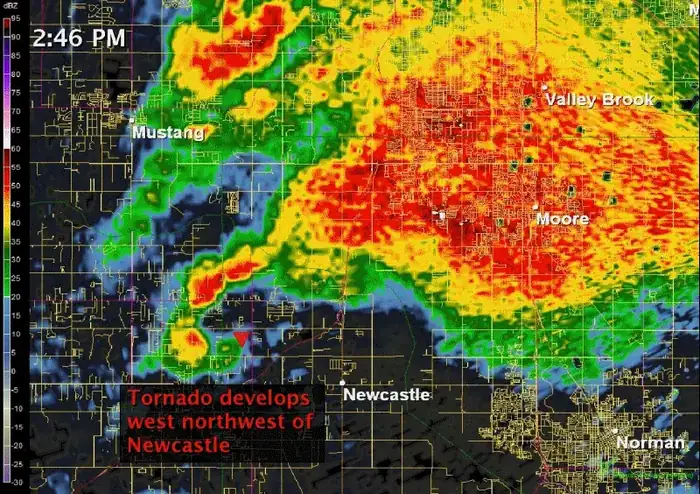 dBZ
2:46 PM
M
95
90
85
80
75
70
65
60
55
50
45
40
35
30
25
20
15
10
5
0
-5
-10
-15
-20
-25
-30
Valley Brook
Mustang
Moore
Tornado develops
west northwest of
Newcastle
Newcastle
Norman